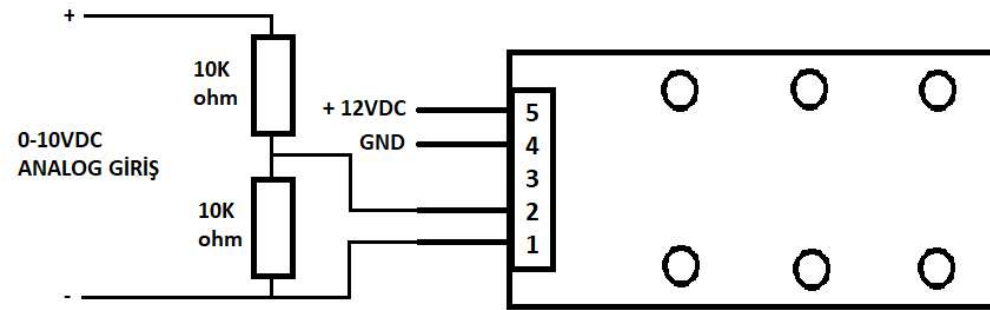 +
10K
ohm
0-10VDC
ANALOG GİRİŞ
10K
ohm
-
+ 12VDC
GND
5
4
3
2
1